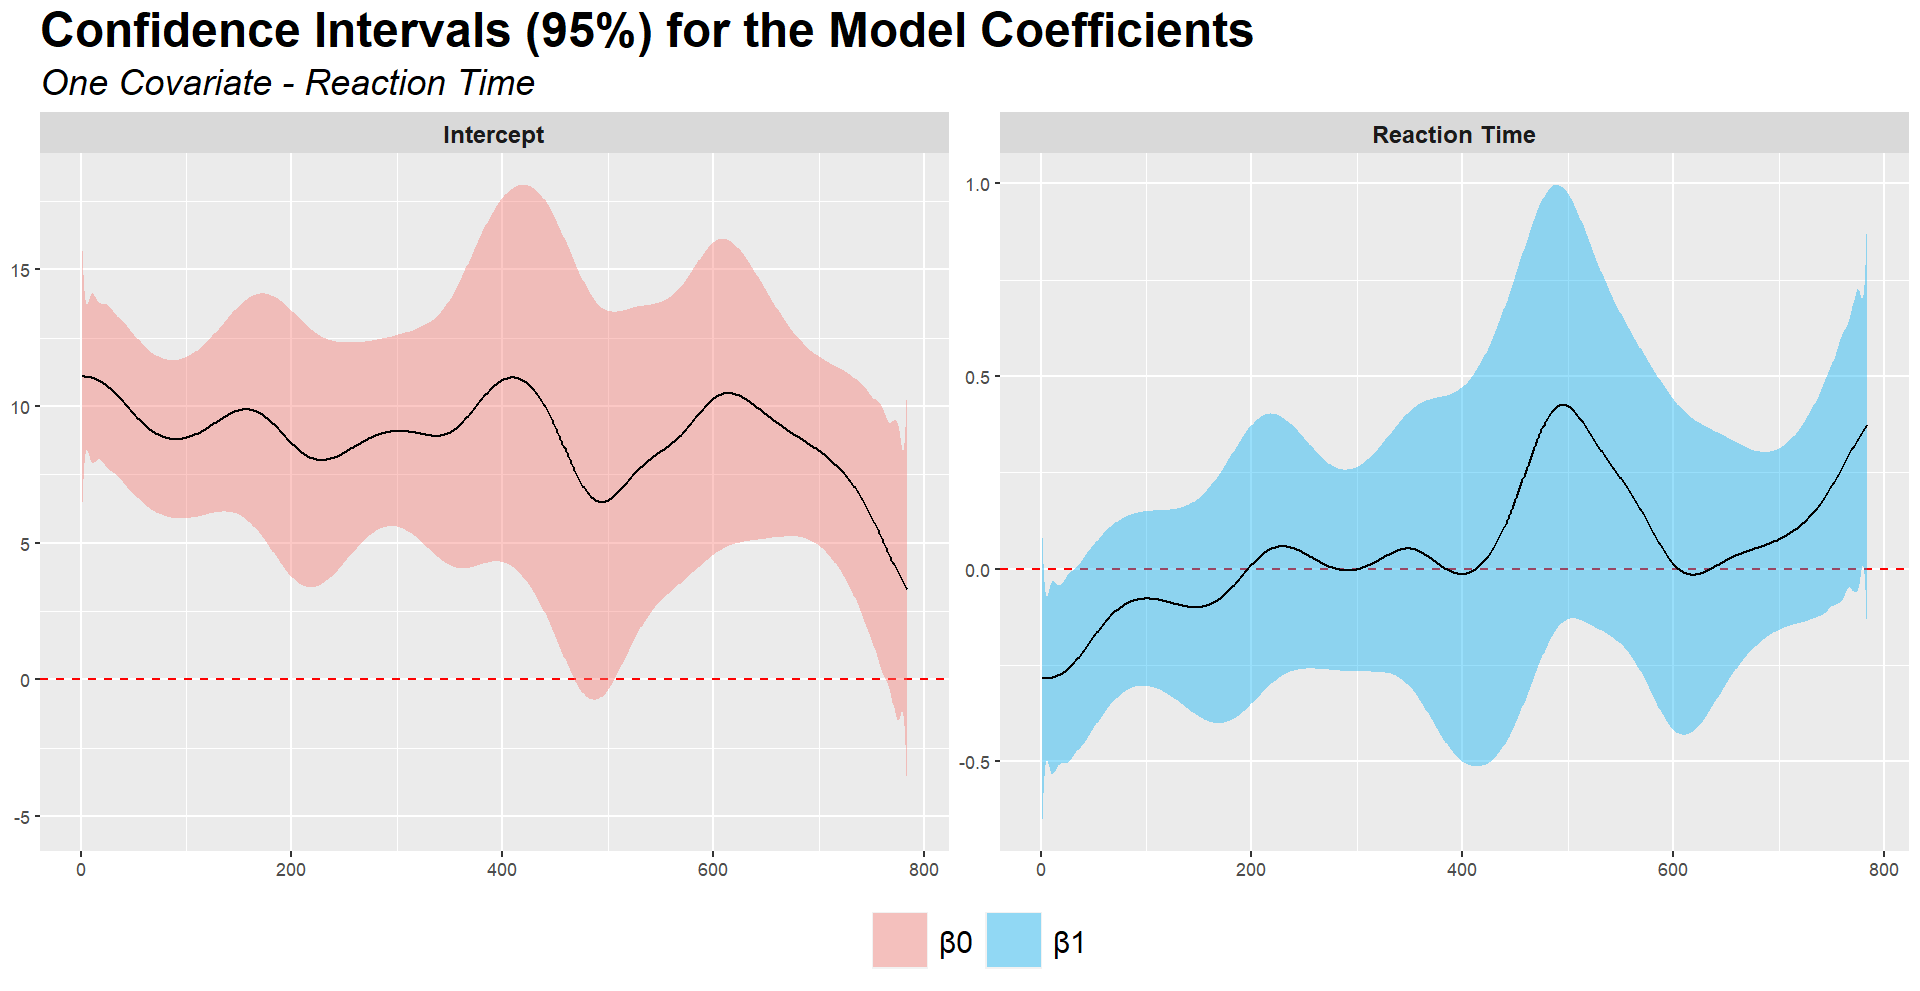 Confidence Intervals (95%) for the Model Coefficients
One Covariate - Reaction Time
Intercept
Reaction Time
15
10
5
0
-5
1.0
0.5
0.0
-0.5
0 200 400 600 800
0 200 400 600 800
β0 β1